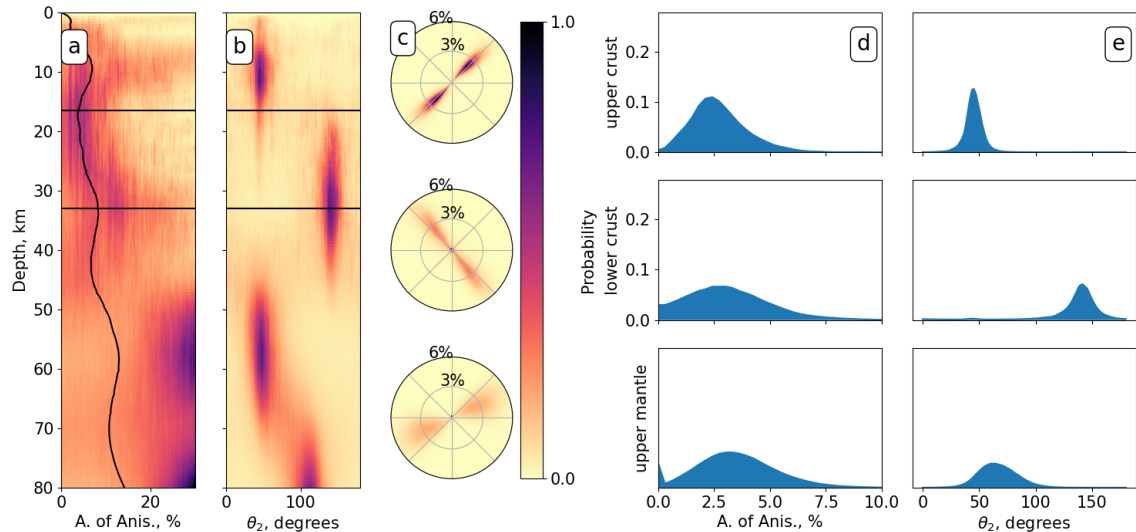 a
b
c
d
e
0
10
20
30
40
50
60
70
80
Depth, km
0
20
A. of Anis., %
0
100
θ2, degrees
6%
3%
6%
3%
6%
3%
1.0
0.0
0.2
0.1
0.0
upper crust
0.2
0.1
0.0
Probability
lower crust
upper mantle
0.0
2.5
5.0
7.5
10.0
A. of Anis., %
0
50
100
150
θ2, degrees